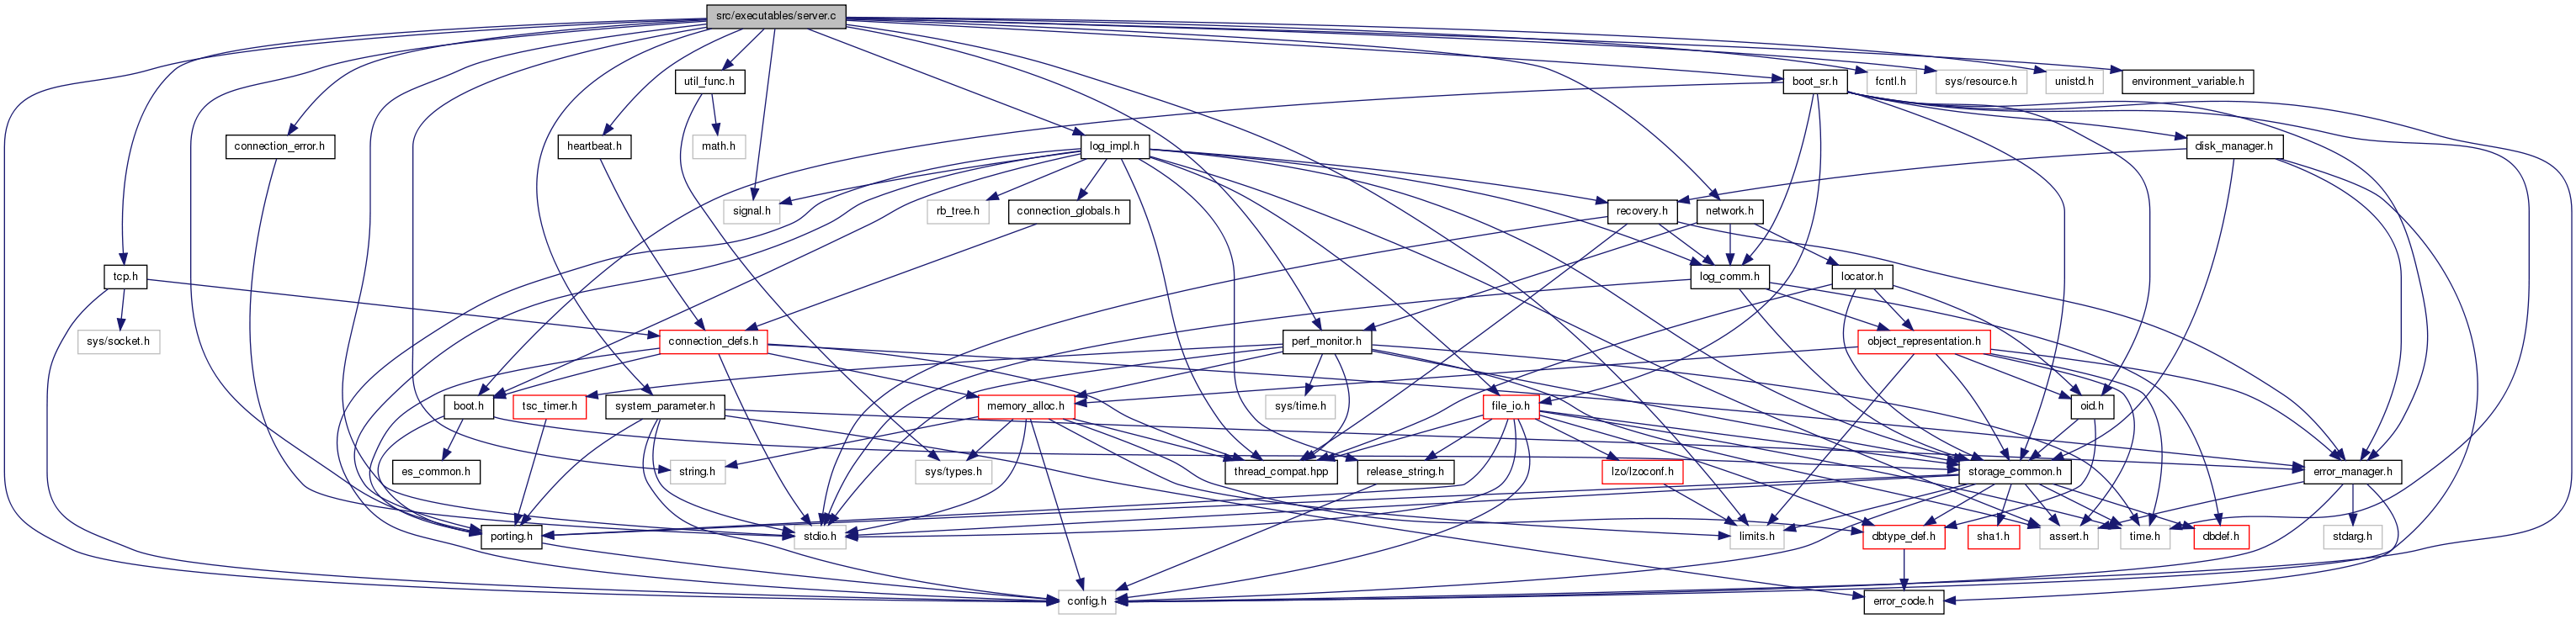 src/executables/server.c
util_func.h
boot_sr.h
fcntl.h
sys/resource.h
unistd.h
environment_variable.h
connection_error.h
math.h
heartbeat.h
log_impl.h
disk_manager.h
signal.h
rb_tree.h
connection_globals.h
recovery.h
network.h
tcp.h
log_comm.h
locator.h
sys/socket.h
connection_defs.h
perf_monitor.h
object_representation.h
boot.h
tsc_timer.h
system_parameter.h
memory_alloc.h
sys/time.h
file_io.h
oid.h
es_common.h
string.h
sys/types.h
thread_compat.hpp
release_string.h
lzo/lzoconf.h
storage_common.h
error_manager.h
porting.h
stdio.h
limits.h
dbtype_def.h
sha1.h
assert.h
time.h
dbdef.h
stdarg.h
config.h
error_code.h